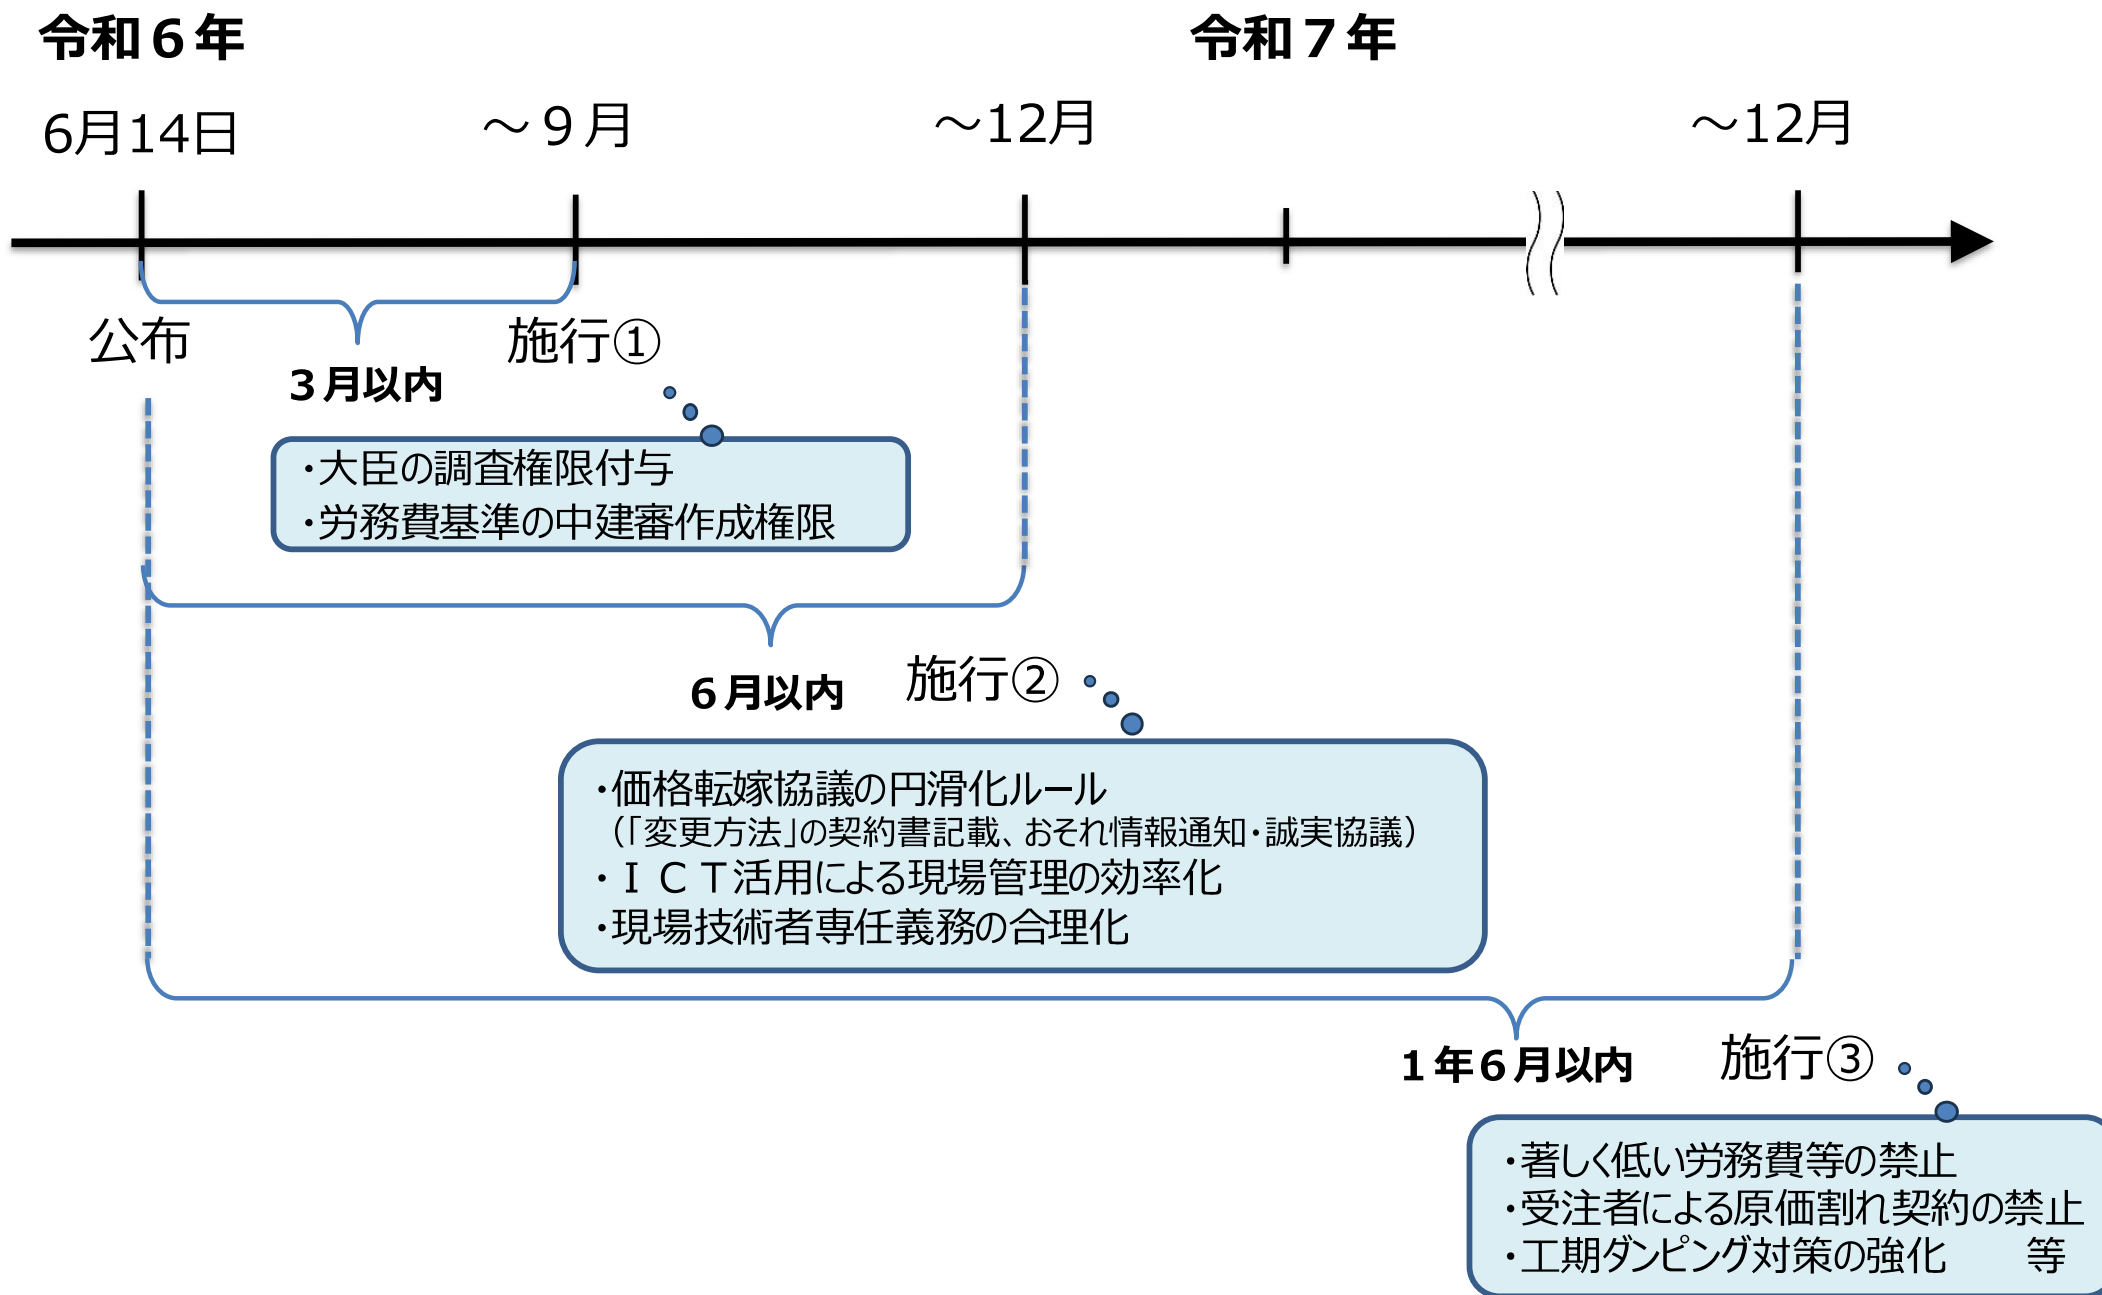 令和６年
令和７年
6月14日
～９月
～12月
～12月
公布
施行①
３月以内
・大臣の調査権限付与
・労務費基準の中建審作成権限
６月以内
施行②
・価格転嫁協議の円滑化ルール
（「変更方法」の契約書記載、おそれ情報通知・誠実協議）
・ＩＣＴ活用による現場管理の効率化
・現場技術者専任義務の合理化
１年６月以内
施行③
・著しく低い労務費等の禁止
・受注者による原価割れ契約の禁止
・工期ダンピング対策の強化　　等